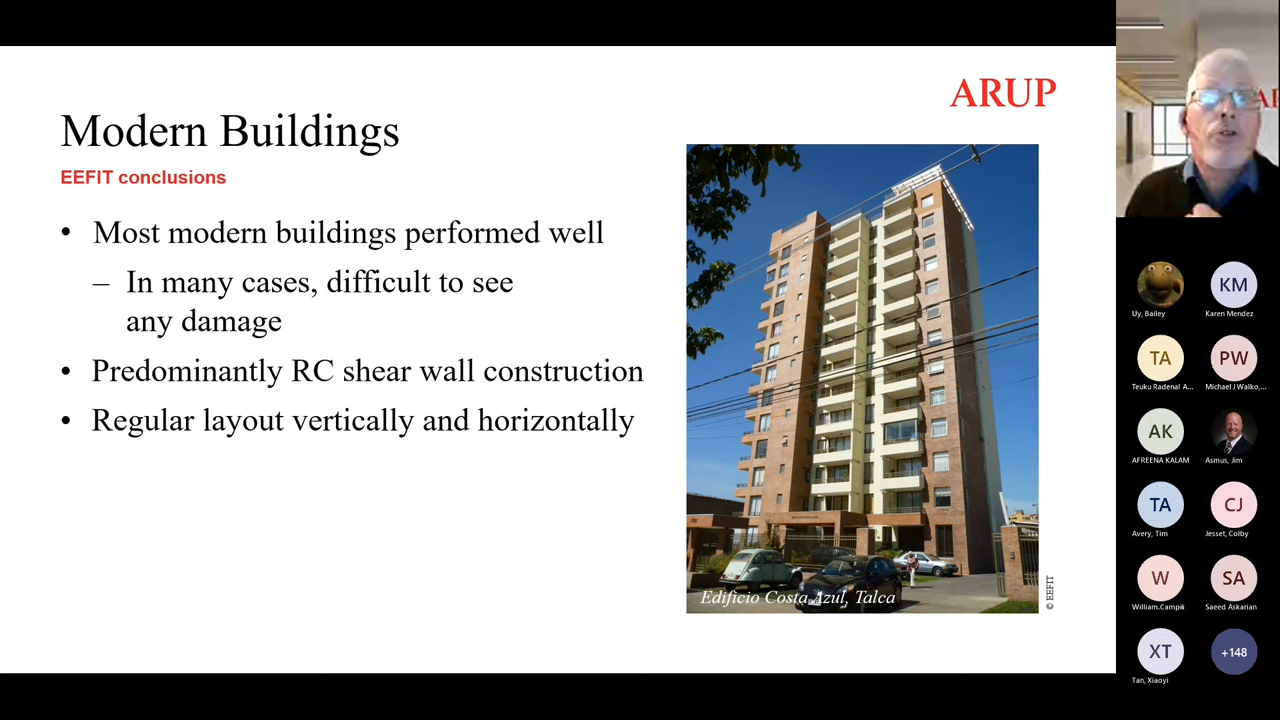 ARUP
Modern Buildings
EEFIT conclusions
• Most modern buildings performed well
– In many cases, difficult to see
any damage
• Predominantly RC shear wall construction
• Regular layout vertically and horizontally
Edificio Costa Azul, Talca
© EEFIT
AR
Uy, Bailey
KM
Karen Mendez
TA
Teuku Radenal A...
PW
Michael J Walko,...
AK
AFREENA KALAM
Asmus, Jim
TA
Avery, Tim
CJ
Jesset, Colby
W
William.Campiii
SA
Saeed Askarian
XT
Tan, Xiaoyi
+148